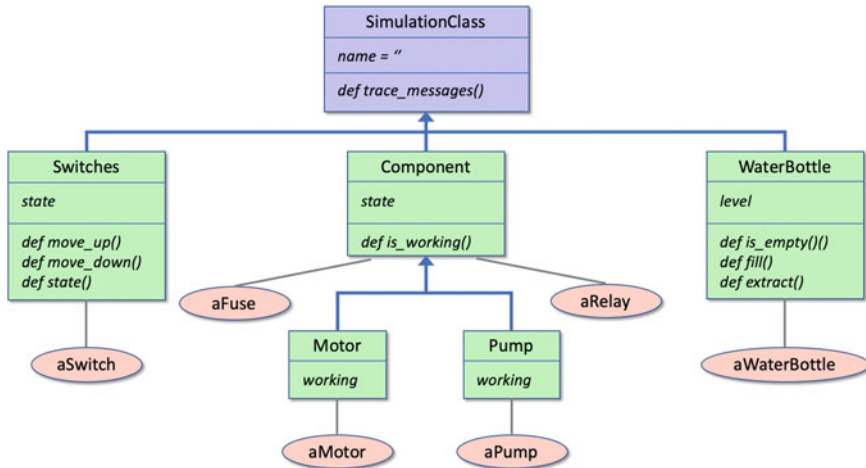 SimulationClass
name = ‘’
def trace_messages()
Switches
state
def move_up()
def move_down()
def state()
Component
state
def is_working()
WaterBottle
level
def is_empty()()
def fill()
def extract()
aFuse
aRelay
Motor
working
Pump
working
aSwitch
aWaterBottle
aMotor
aPump